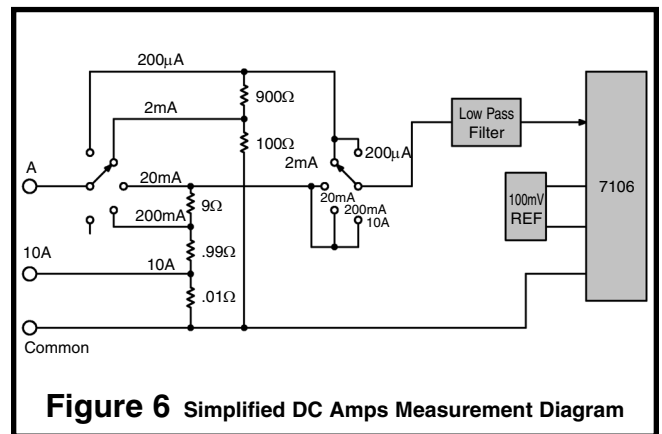 200μA
900Ω
2mA
100Ω
Low Pass
Filter
200μA
2mA
A
20mA
7106
20mA
100mV
REF
9Ω
200mA
200mA
10A
.99Ω
10A
10A
.01Ω
Common
Figure 6 Simplified DC Amps Measurement Diagram